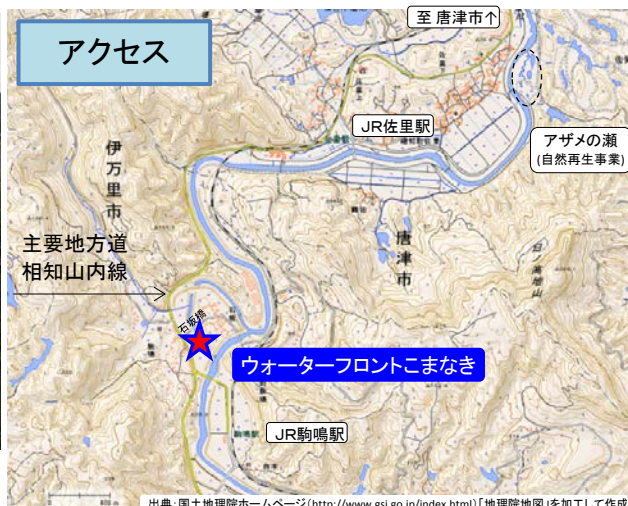 アクセス
至 唐津市↑
JR佐里駅
アザメの瀬
(自然再生事業)
伊万里市
唐津市
主要地方道
相知山内線
石坂橋
ウォーターフロントこまなき
駒鳴駅
JR駒鳴駅
出典:国土地理院ホームページ(http://www.gsi.go.jp/index.html)「地理院地図」を加工して作成